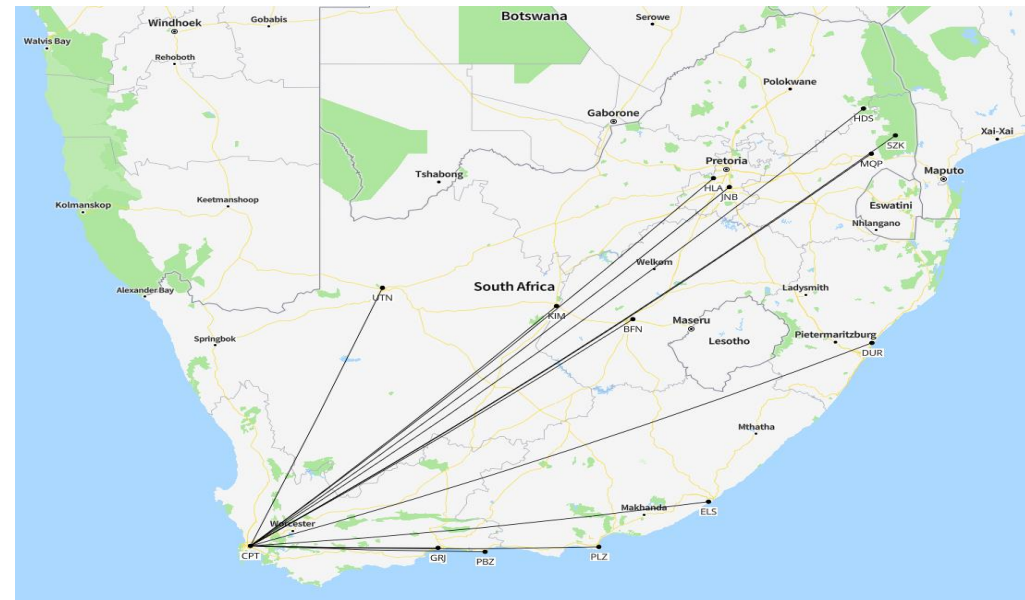 Botswana
Serowe
Gobabis
Windhoek
Walvis Bay
Rehoboth
Polokwane
Gaborone
HDS
Xai-Xai
SZK
Pretoria
MQP
Tshabong
Maputo
HLA
JNB
Keetmanshoop
Kolmanskop
Eswatini
Nhlangano
Welkom
South Africa
Ladysmith
Alexander Bay
UTN
KIM
Maseru
BFN
Springbok
Lesotho
Pietermaritzburg
DUR
Mthatha
Makhanda
ELS
Worcester
CPT
GRJ
PBZ
PLZ